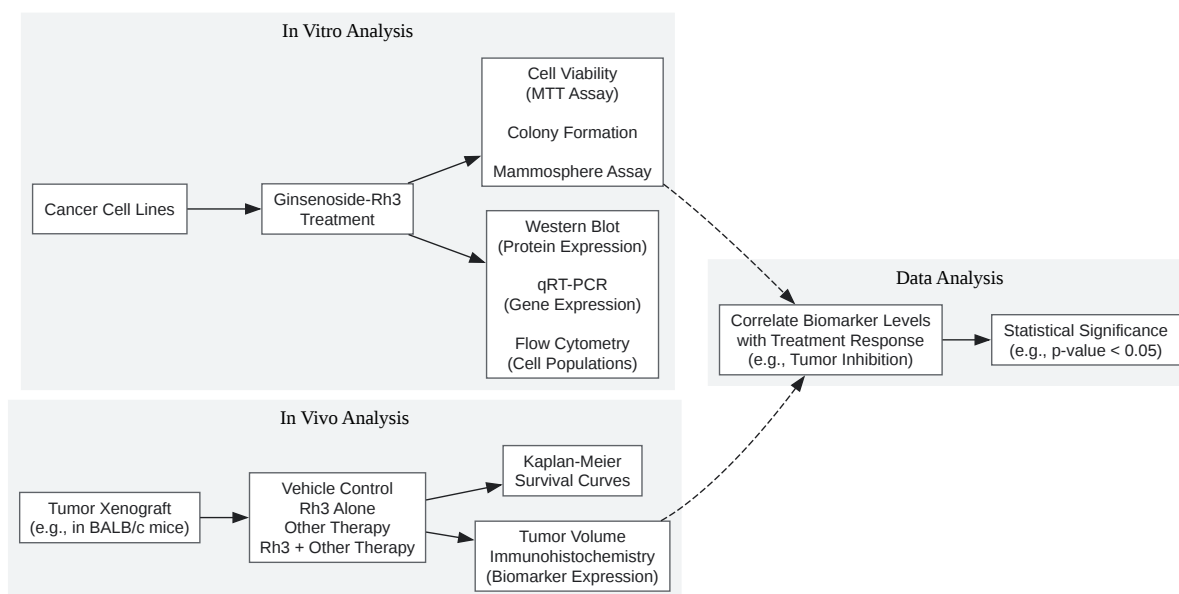 In Vitro Analysis
Cancer Cell Lines
Ginsenoside-Rh3
Treatment
Cell Viability
(MTT Assay)
Colony Formation
Mammosphere Assay
Western Blot
(Protein Expression)
qRT-PCR
(Gene Expression)
Flow Cytometry
(Cell Populations)
In Vivo Analysis
Tumor Xenograft
(e.g., in BALB/c mice)
Vehicle Control
Rh3 Alone
Other Therapy
Rh3 + Other Therapy
Kaplan-Meier
Survival Curves
Tumor Volume
Immunohistochemistry
(Biomarker Expression)
Data Analysis
Correlate Biomarker Levels
with Treatment Response
(e.g., Tumor Inhibition)
Statistical Significance
(e.g., p-value < 0.05)